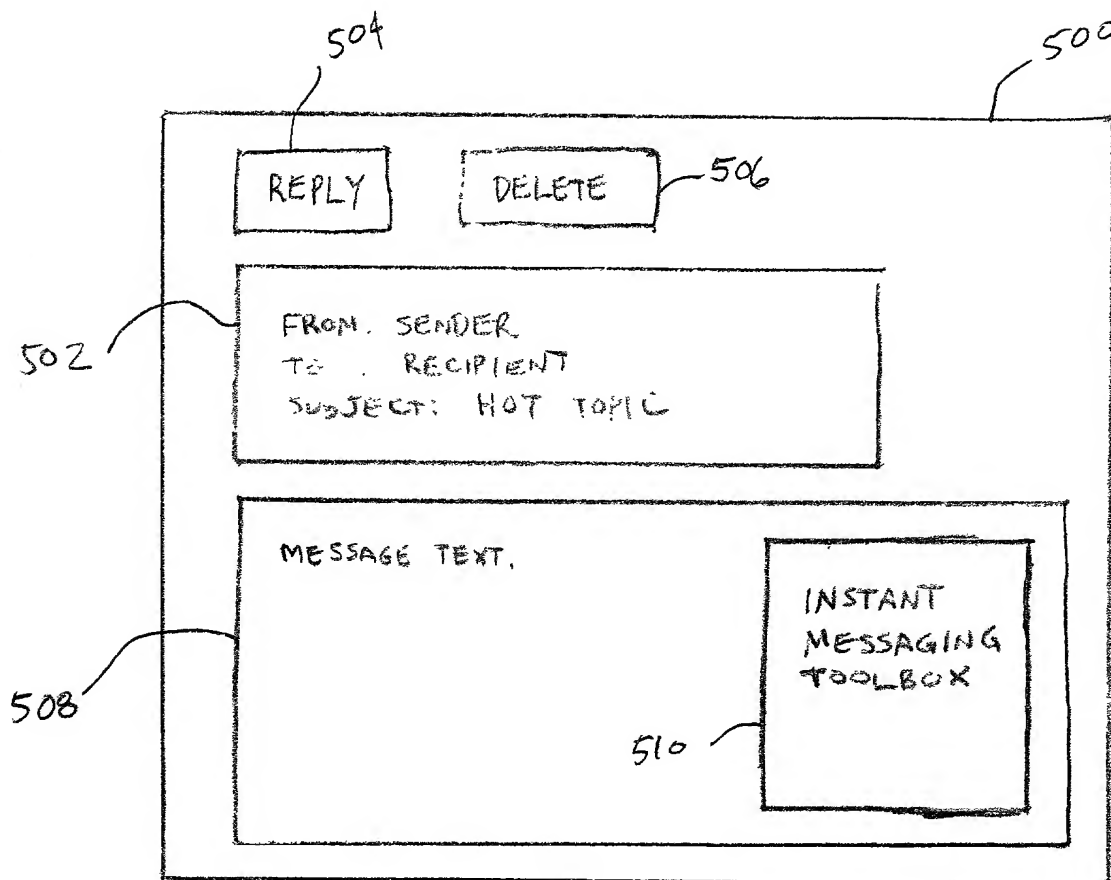 504
500
REPLY
DELETE
506
502
FROM. SENDER
TO . RECIPIENT
SUBJECT: HOT TOPIC
MESSAGE TEXT.
INSTANT
MESSAGING
TOOLBOX
508
510